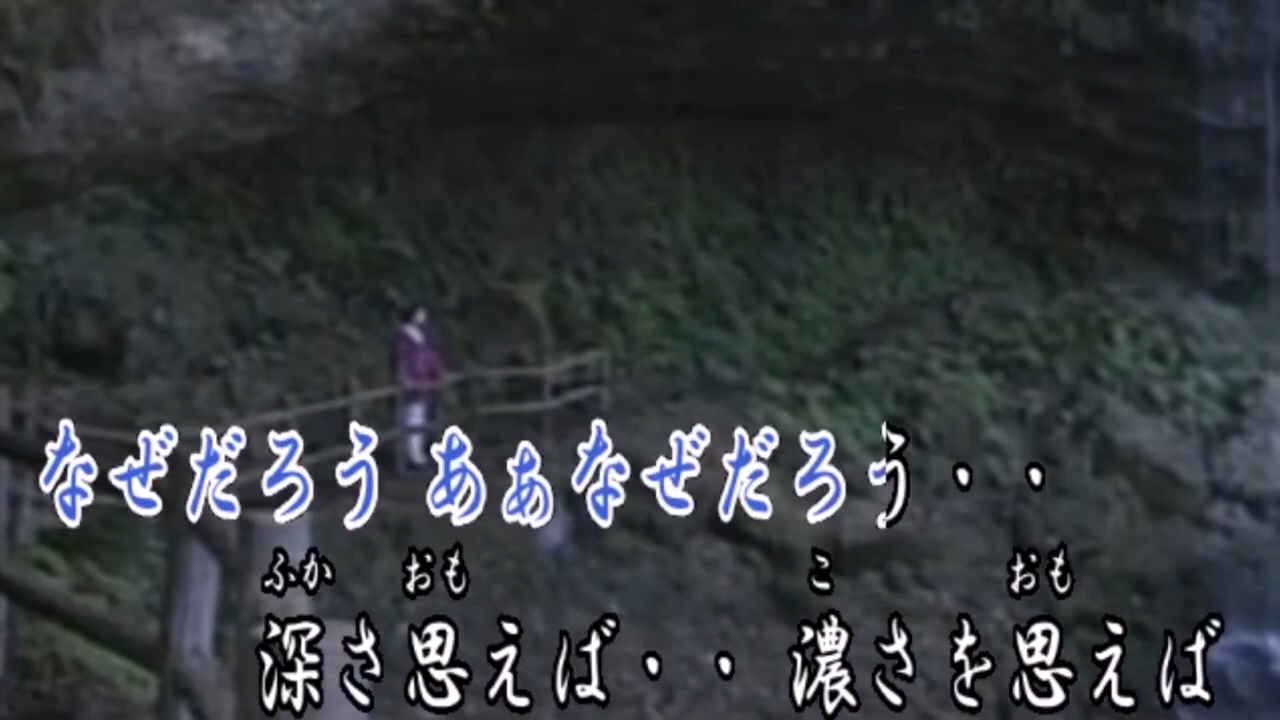 なぜだろう あぁなぜだろう・・
ふか おも こ おも
深さ思えば・・ 濃さを思えば